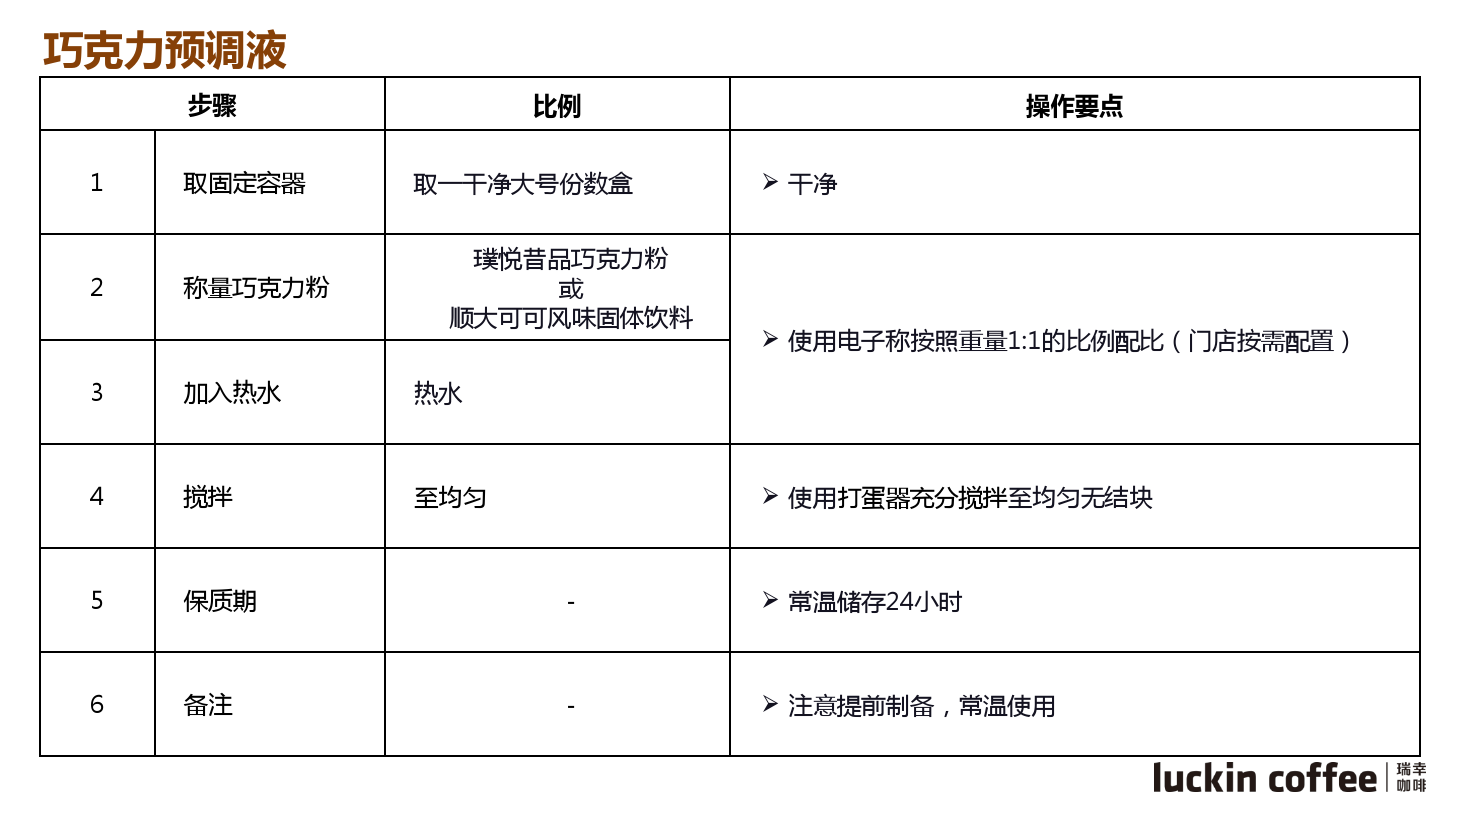 巧克力预调液
步骤 比例 操作要点
1 取固定容器 取一干净大号份数盒 ➢ 干净
2 称量巧克力粉 璞悦昔品巧克力粉
或
顺大可可风味固体饮料
➢ 使用电子称按照重量1:1的比例配比（门店按需配置）
3 加入热水 热水
4 搅拌 至均匀 ➢ 使用打蛋器充分搅拌至均匀无结块
5 保质期 - ➢ 常温储存24小时
6 备注 - ➢ 注意提前制备，常温使用
luckin coffee 瑞幸
咖啡